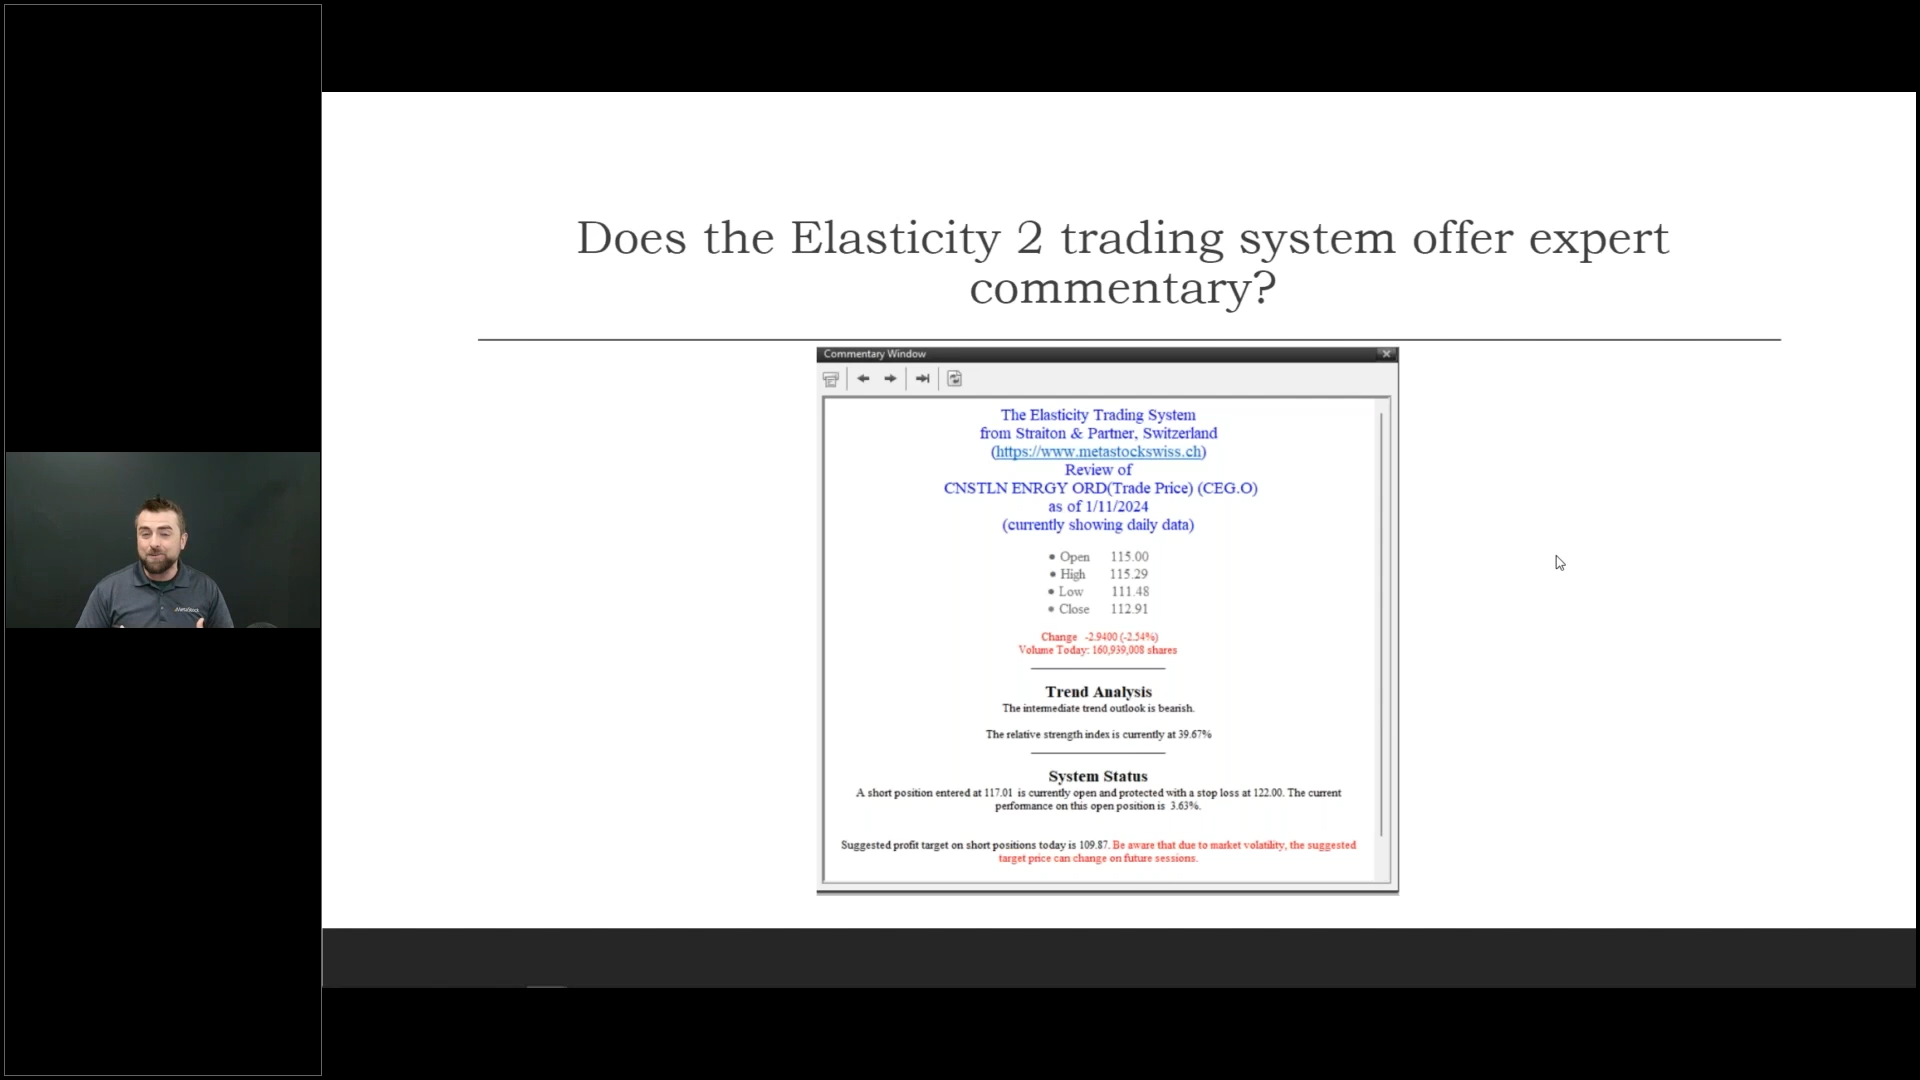 Does the Elasticity 2 trading system offer expert
commentary?
Commentary Window
The Elasticity Trading System
from Straiton & Partner, Switzerland
(https://www.metastockswiss.ch)
Review of
CNSTLN ENRGY ORD(Trade Price) (CEG.O)
as of 1/11/2024
(currently showing daily data)
• Open 115.00
• High 115.29
• Low 111.48
• Close 112.91
Change -2.9400 (-2.54%)
Volume Today: 160,939,008 shares
Trend Analysis
The intermediate trend outlook is bearish.
The relative strength index is currently at 39.67%
System Status
A short position entered at 117.01 is currently open and protected with a stop loss at 122.00. The current
performance on this open position is 3.63%.
Suggested profit target on short positions today is 109.87. Be aware that due to market volatility, the suggested
target price can change on future sessions.
MetaStock